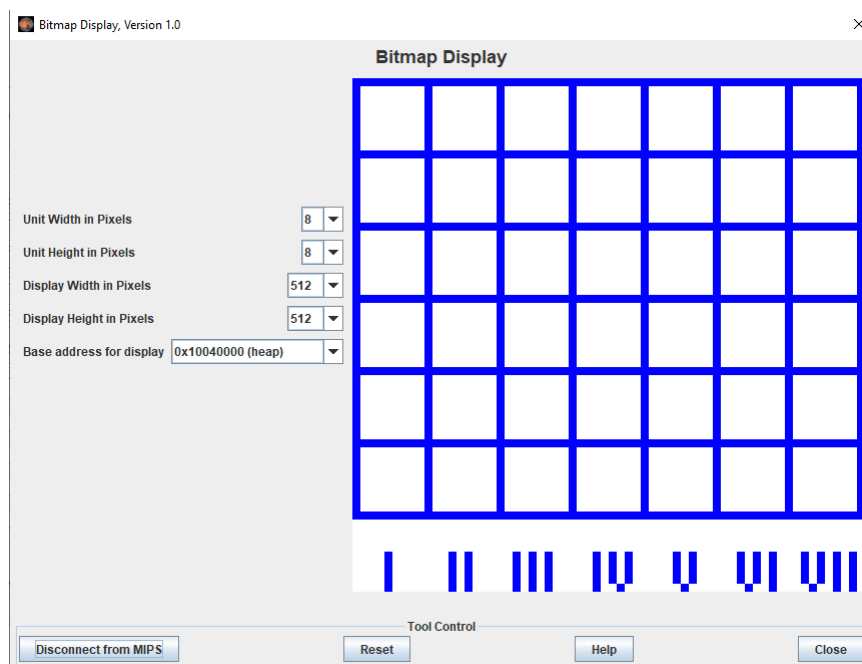 Bitmap Display, Version 1.0
Bitmap Display
Unit Width in Pixels 8
Unit Height in Pixels 8
Display Width in Pixels 512
Display Height in Pixels 512
Base address for display 0x10040000 (heap)
I II III IV V VI VII
Tool Control
Disconnect from MIPS Reset Help Close